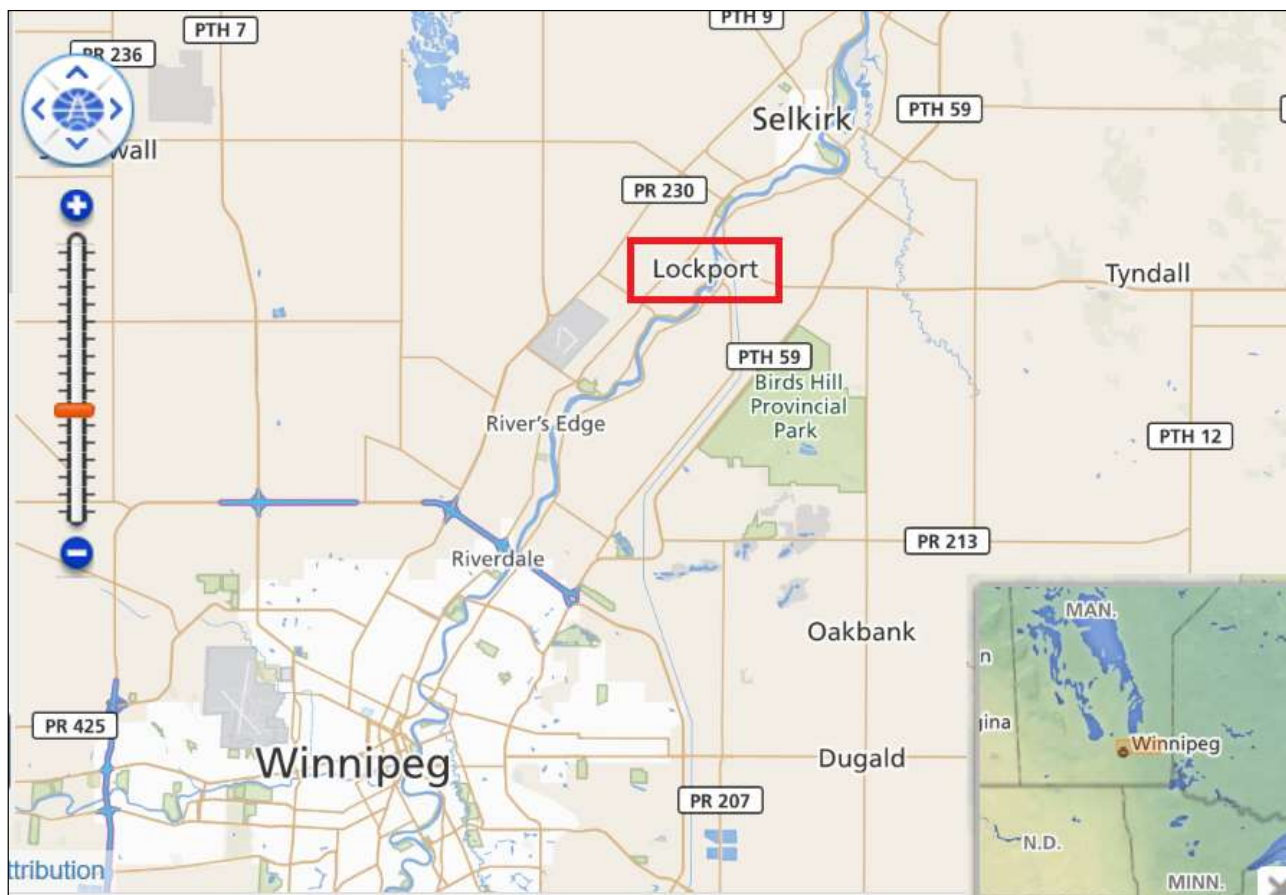 PTH 9
PTH 7
PR 236
Selkirk
PTH 59
wall
PR 230
Lockport
Tyndall
PTH 59
Birds Hill
Provincial
Park
River's Edge
PTH 12
PR 213
Riverdale
MAN.
Oakbank
n
gina
PR 425
Winnipeg
Winnipeg
Dugald
PR 207
N.D.
ttribution
MINN.